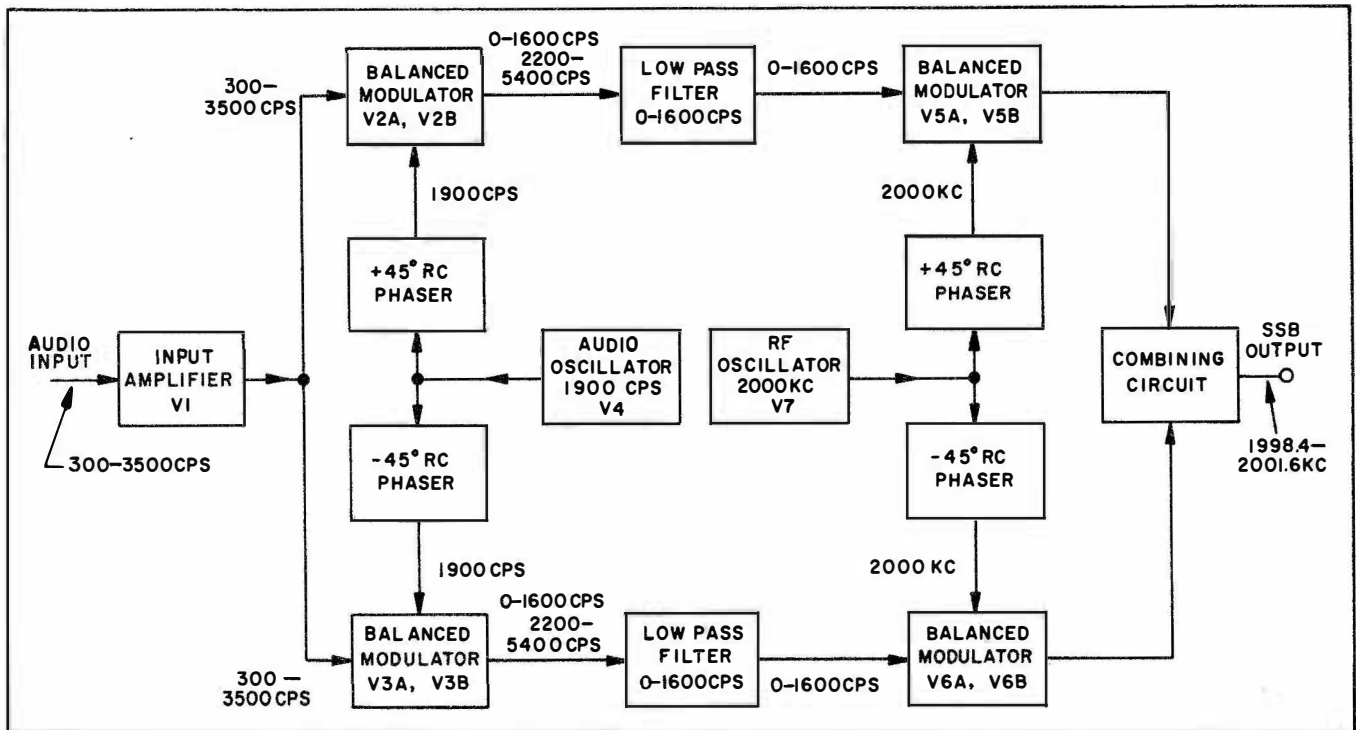 0-1600 CPS
2200-
5400 CPS
300-
3500 CPS
BALANCED
MODULATOR
V2A, V2B
LOW PASS
FILTER
0-1600 CPS
0-1600 CPS
BALANCED
MODULATOR
V5A, V5B
1900 CPS
2000 KC
+45° RC
PHASER
+45° RC
PHASER
AUDIO
INPUT
INPUT
AMPLIFIER
V1
AUDIO
OSCILLATOR
1900 CPS
V4
RF
OSCILLATOR
2000 KC
V7
COMBINING
CIRCUIT
SSB
OUTPUT
300-3500 CPS
-45° RC
PHASER
-45° RC
PHASER
1998.4-
2001.6 KC
1900 CPS
2000 KC
0-1600 CPS
2200-
5400 CPS
300-
3500 CPS
BALANCED
MODULATOR
V3A, V3B
LOW PASS
FILTER
0-1600 CPS
0-1600 CPS
BALANCED
MODULATOR
V6A, V6B